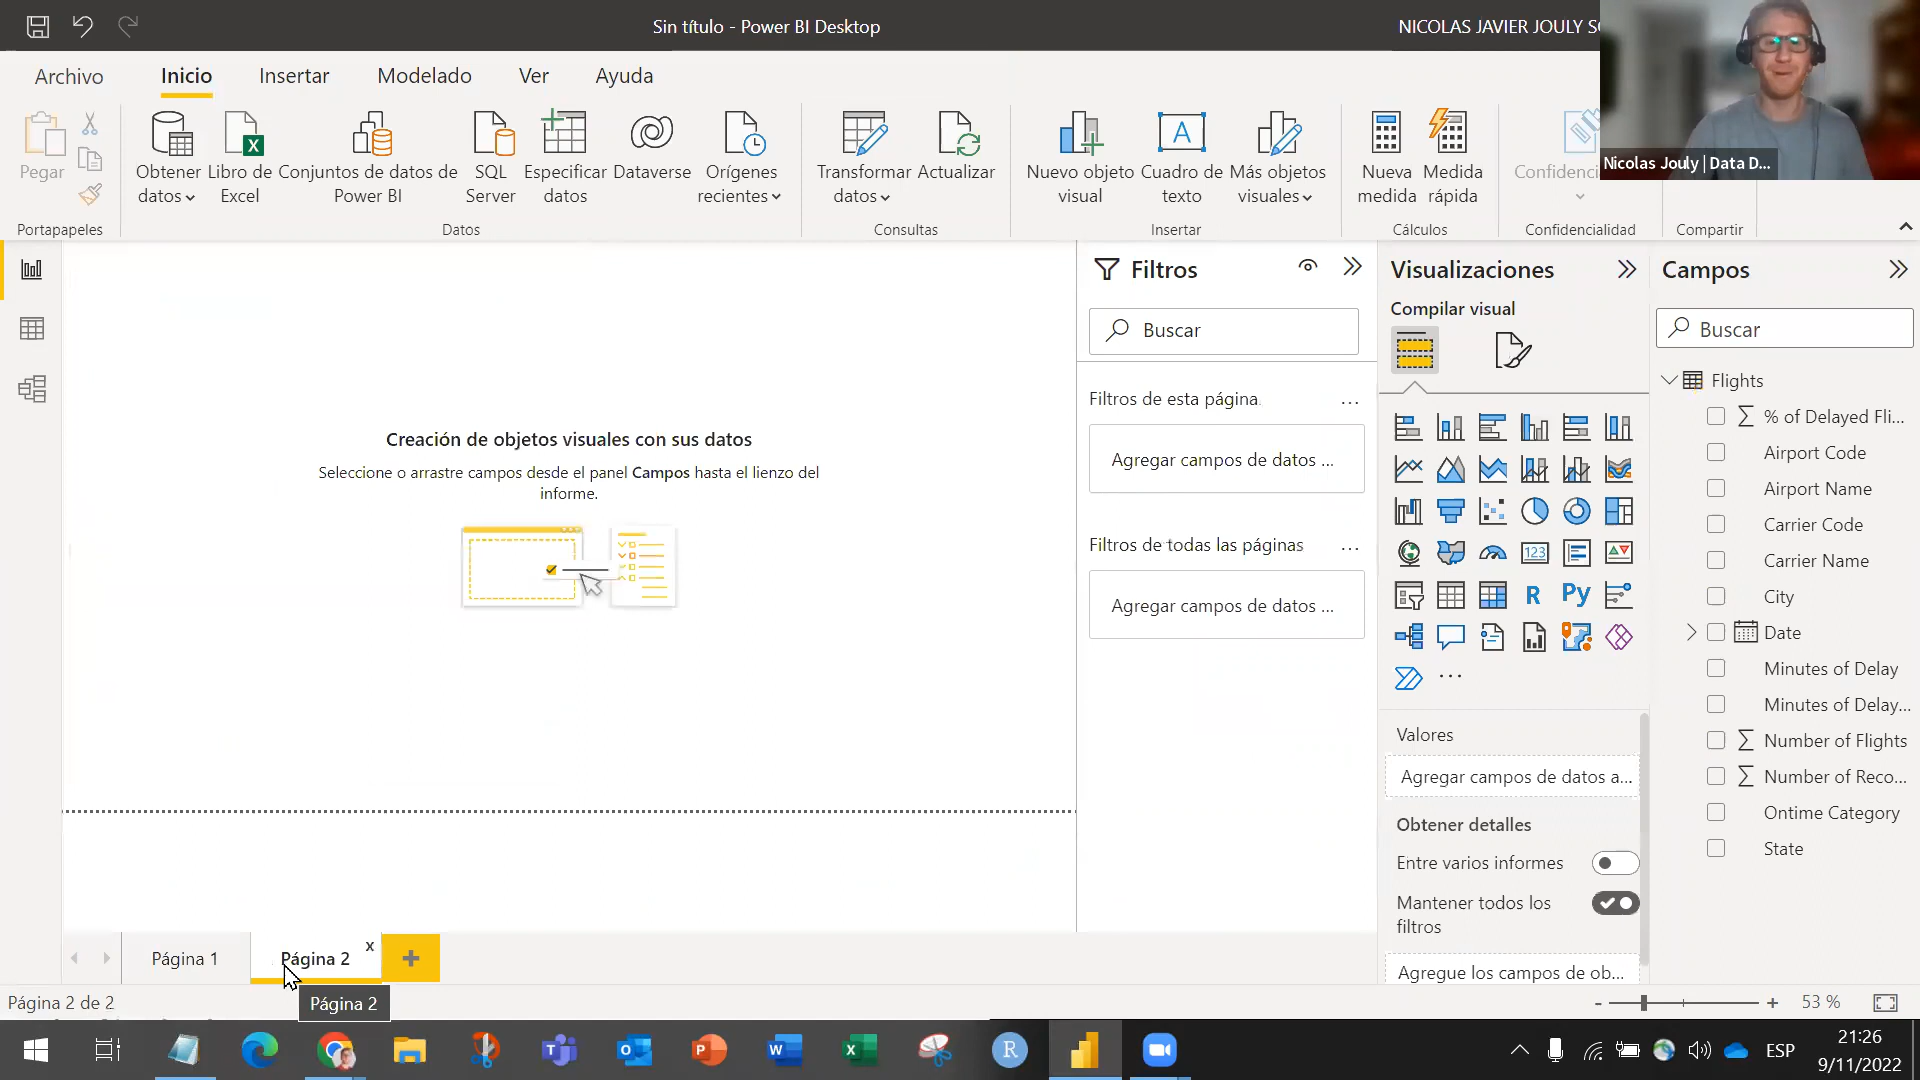 Sin título - Power BI Desktop
NICOLAS JAVIER JOULY
Archivo
Inicio
Insertar
Modelado
Ver
Ayuda
Pegar
Portapapeles
Obtener
datos
Libro de
Excel
Conjuntos de datos de
Power BI
SQL
Server
Especificar
datos
Dataverse
Orígenes
recientes
Datos
Transformar
datos
Actualizar
Consultas
Nuevo objeto
visual
Cuadro de
texto
Más objetos
visuales
Insertar
Nueva
medida
Medida
rápida
Cálculos
Confidenci
Confidencialidad
Compartir
Nicolas Jouly | Data D...
Creación de objetos visuales con sus datos
Seleccione o arrastre campos desde el panel Campos hasta el lienzo del
informe.
Filtros
Buscar
Filtros de esta página
...
Agregar campos de datos ...
Filtros de todas las páginas
...
Agregar campos de datos ...
Visualizaciones
Compilar visual
123
R
Py
...
Valores
Agregar campos de datos a...
Obtener detalles
Entre varios informes
Mantener todos los
filtros
Agregue los campos de ob...
Campos
Buscar
Flights
% of Delayed Fli...
Airport Code
Airport Name
Carrier Code
Carrier Name
City
Date
Minutes of Delay
Minutes of Delay...
Number of Flights
Number of Reco...
Ontime Category
State
Página 1
Página 2
x
+
Página 2 de 2
Página 2
- + 53 %
ESP
21:26
9/11/2022